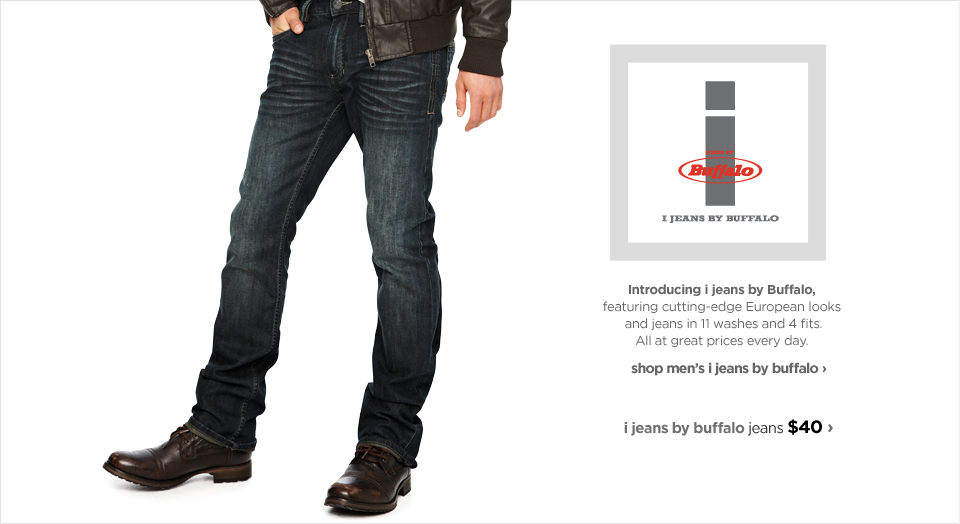 Buffalo
I JEANS BY BUFFALO
Introducing i jeans by Buffalo,
featuring cutting-edge European looks
and jeans in 11 washes and 4 fits.
All at great prices every day.
shop men's i jeans by buffalo ›
i jeans by buffalo jeans $40 ›